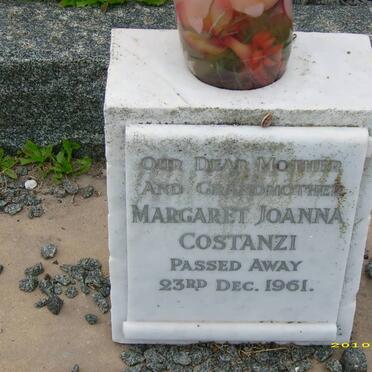 Our Dear Mother
And Grandmother
Margaret Joanna
Costanzi
Passed Away
23rd Dec. 1961.
2010